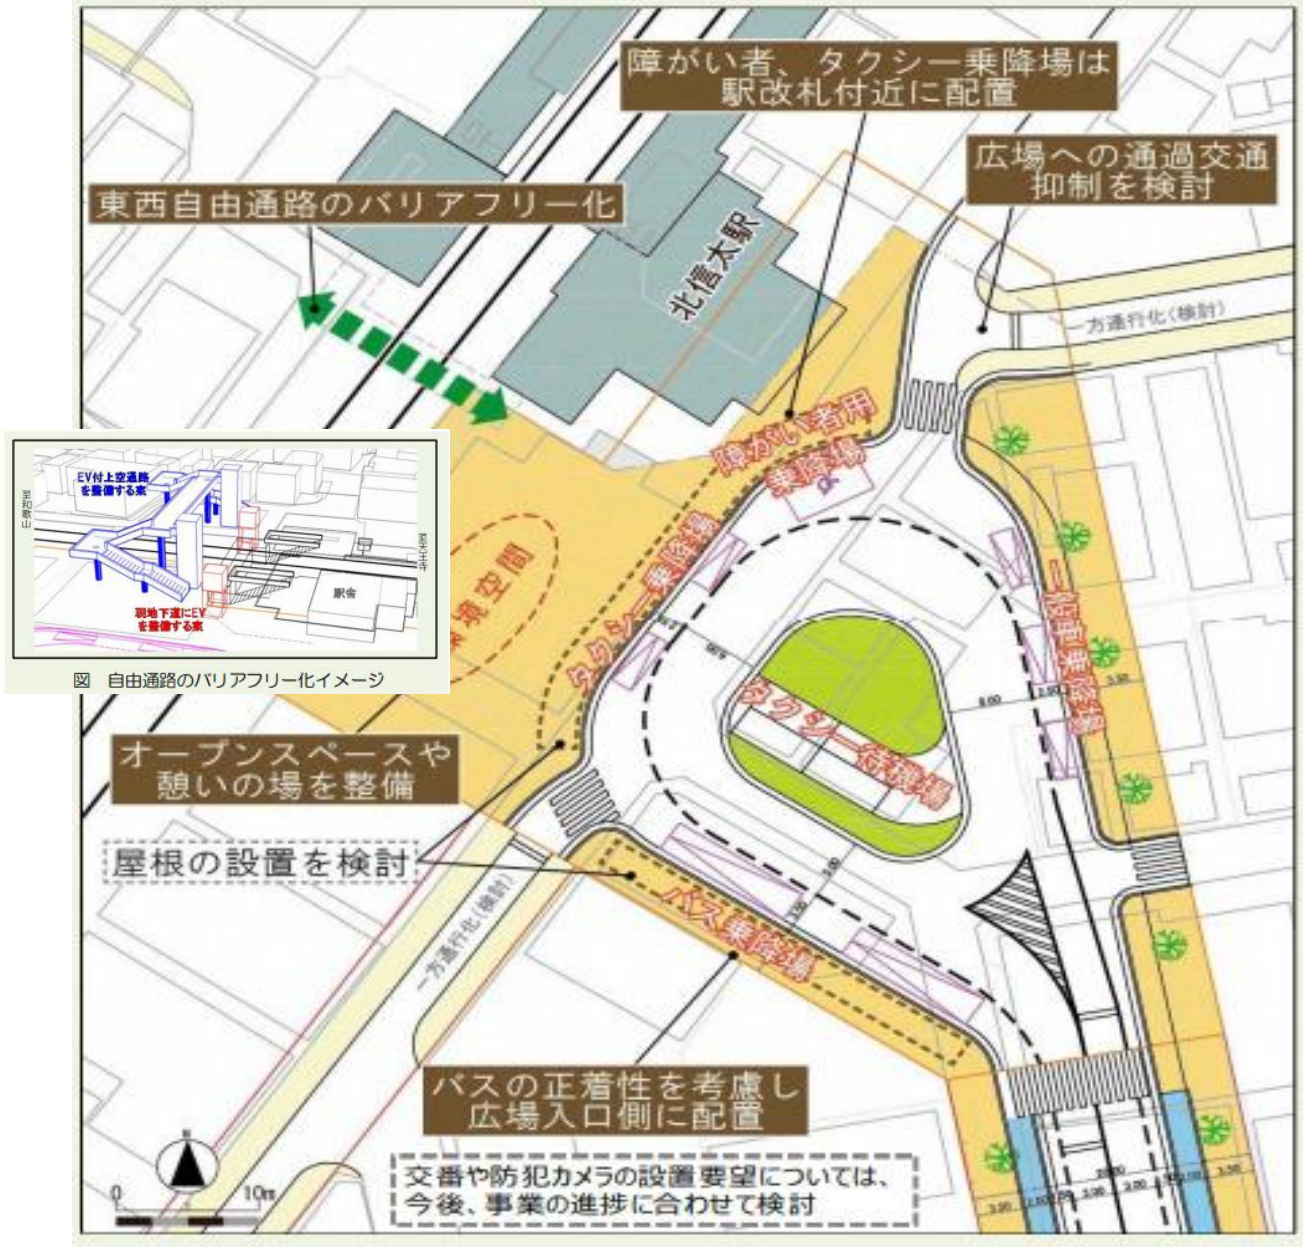 障がい者、タクシー乗降場は
駅改札付近に配置
広場への通過交通
抑制を検討
東西自由通路のバリアフリー化
北信太駅
一方通行化(検討)
障がい者用
乗降場
EV付上空通路
を整備する案
至和歌山
至天王寺
駅舎
現地下道にEV
を整備する案
図 自由通路のバリアフリー化イメージ
環境空間
タクシー乗降場
一般車乗降場
タクシー待機場
オープンスペースや
憩いの場を整備
屋根の設置を検討
一方通行化(検討)
バス乗降場
バスの正着性を考慮し
広場入口側に配置
交番や防犯カメラの設置要望については、
今後、事業の進捗に合わせて検討
0 10m